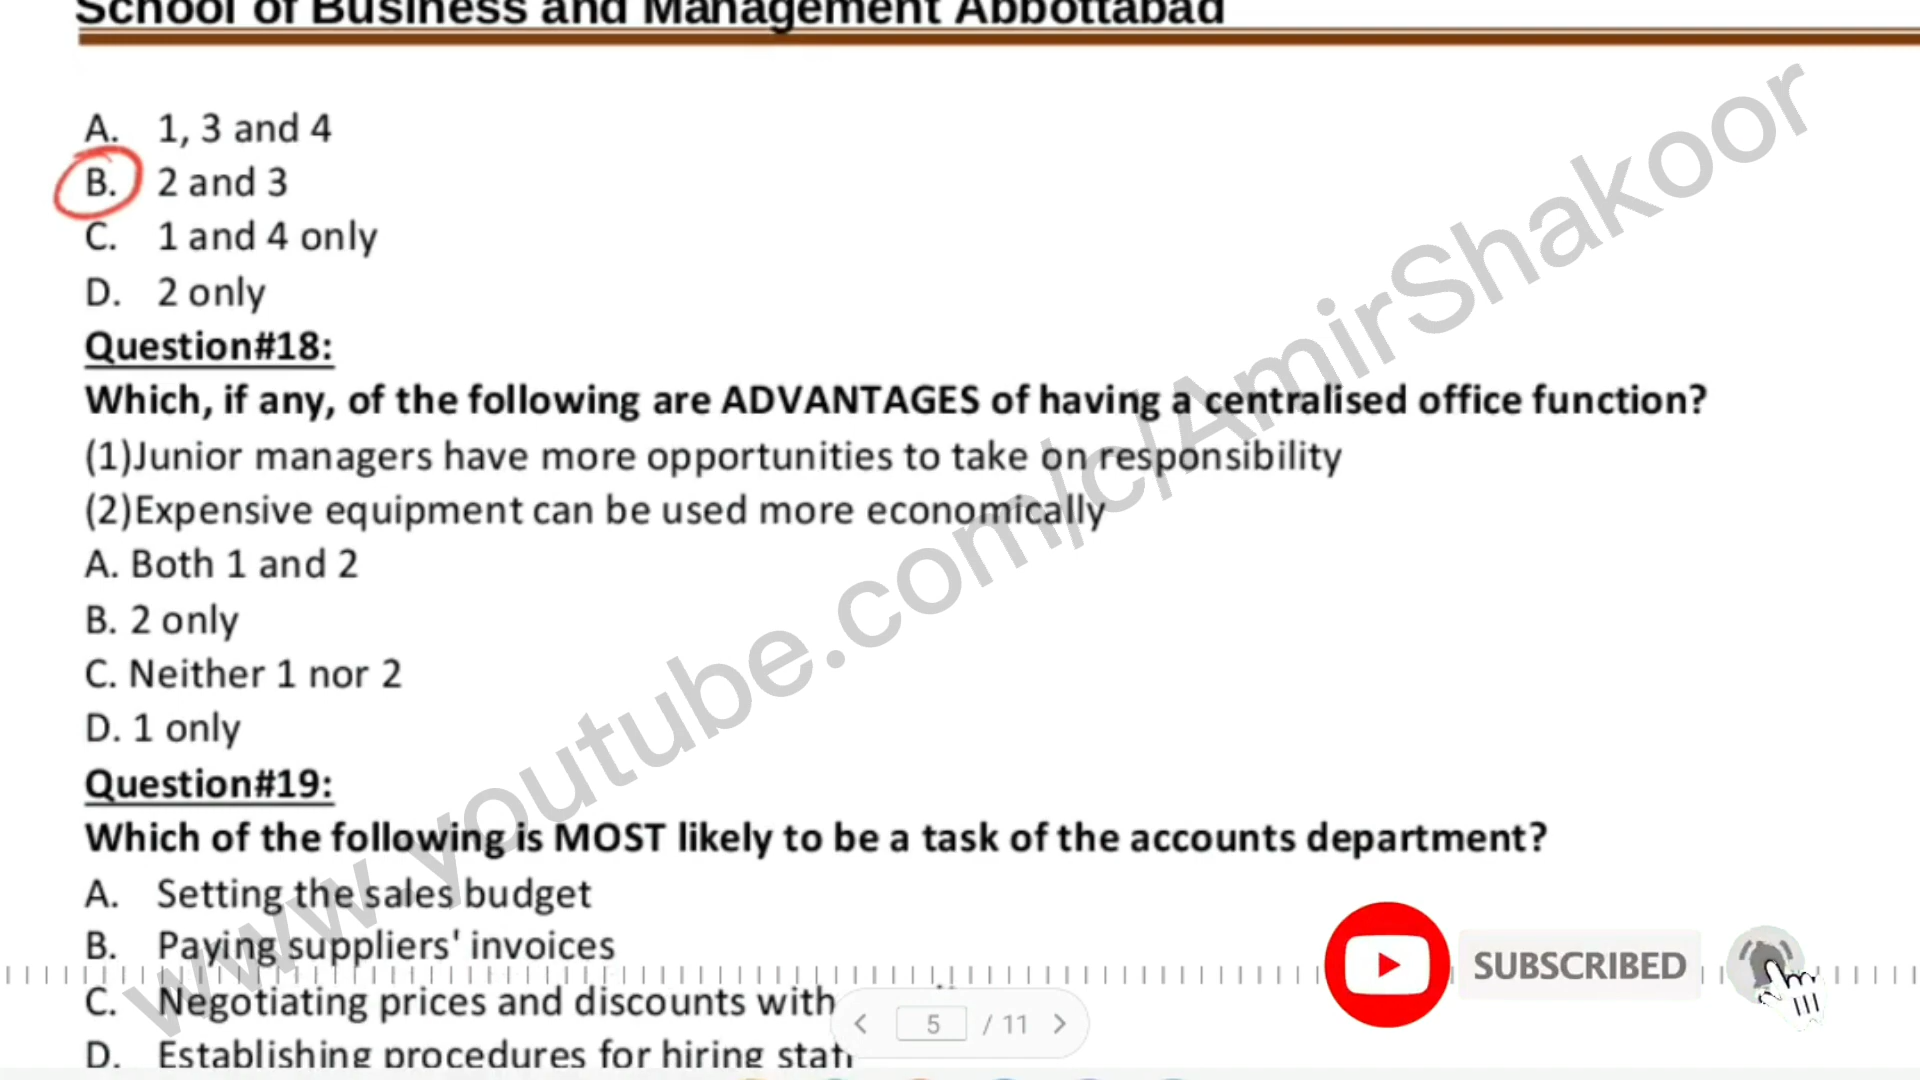 School of Business and Management Abbottabad
A. 1, 3 and 4
B. 2 and 3
C. 1 and 4 only
D. 2 only
Question#18:
Which, if any, of the following are ADVANTAGES of having a centralised office function?
(1)Junior managers have more opportunities to take on responsibility
(2)Expensive equipment can be used more economically
A. Both 1 and 2
B. 2 only
C. Neither 1 nor 2
D. 1 only
Question#19:
Which of the following is MOST likely to be a task of the accounts department?
A. Setting the sales budget
B. Paying suppliers' invoices
C. Negotiating prices and discounts with
D. Establishing procedures for hiring staff
5 / 11
SUBSCRIBED
www.youtube.com/c/AmirShakoor